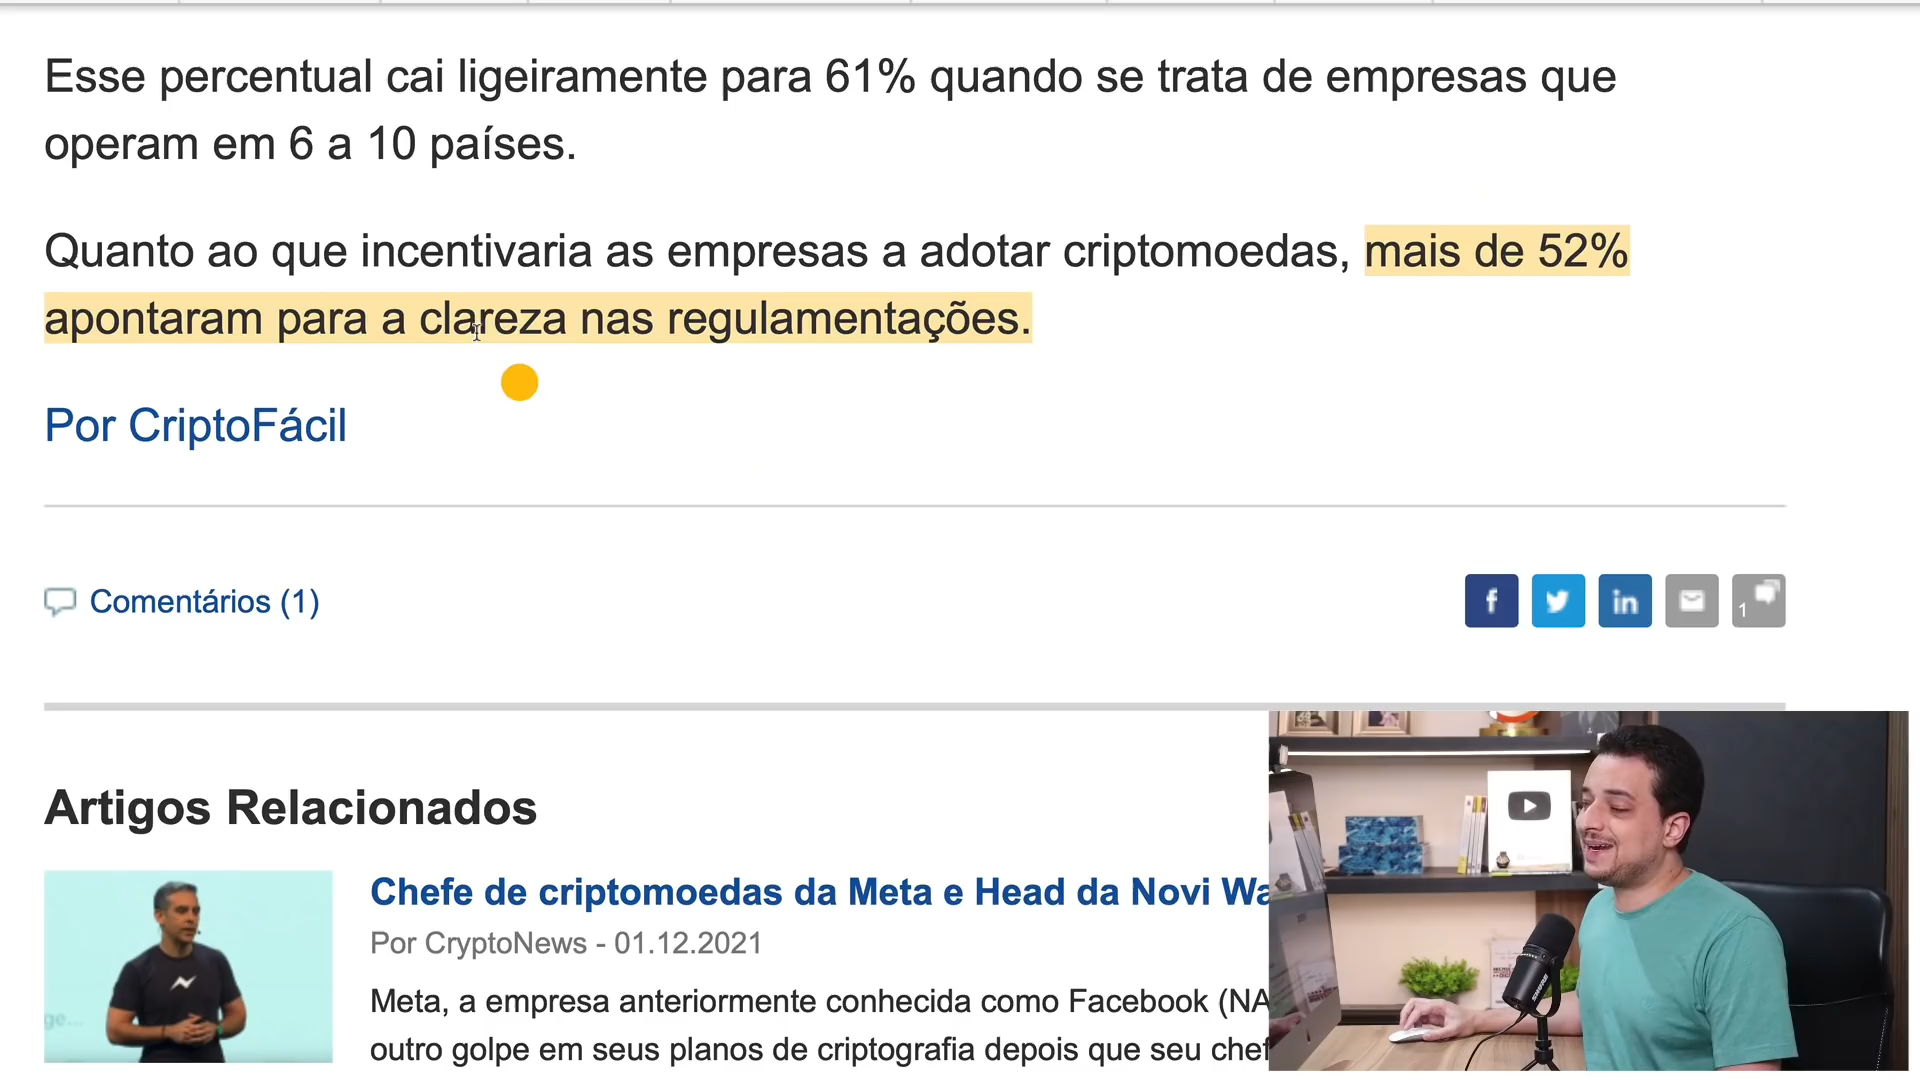 Esse percentual cai ligeiramente para 61% quando se trata de empresas que
operam em 6 a 10 países.
Quanto ao que incentivaria as empresas a adotar criptomoedas, mais de 52%
apontaram para a clareza nas regulamentações.
Por CriptoFácil
Comentários (1)
f
in
1
Artigos Relacionados
Chefe de criptomoedas da Meta e Head da Novi Wa
Por CryptoNews - 01.12.2021
Meta, a empresa anteriormente conhecida como Facebook (NA
outro golpe em seus planos de criptografia depois que seu chef
ge...
SHURE